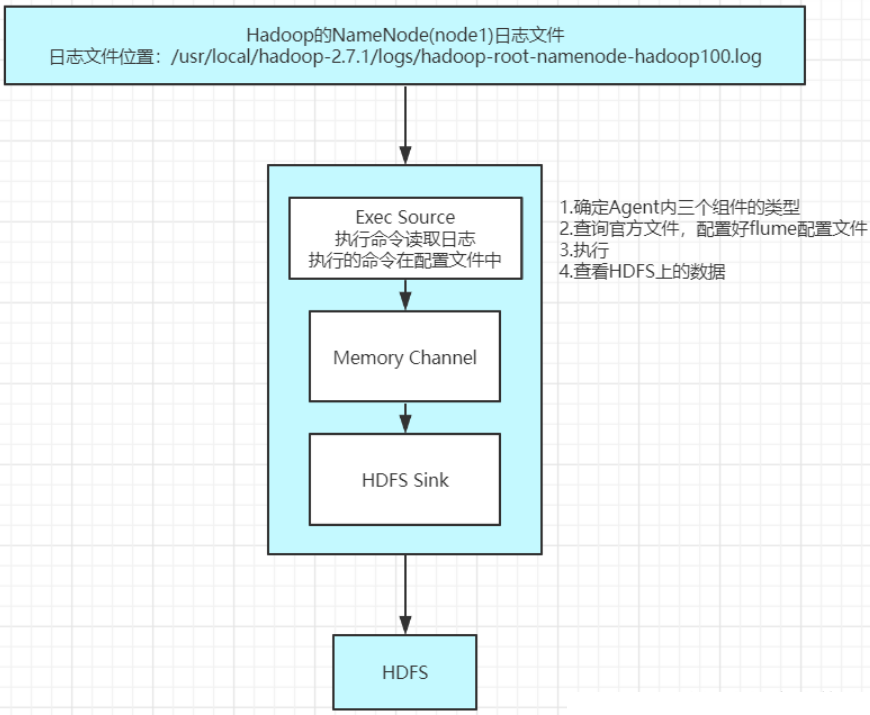 Hadoop的NameNode(node1)日志文件
日志文件位置：/usr/local/hadoop-2.7.1/logs/hadoop-root-namenode-hadoop100.log
Exec Source
执行命令读取日志
执行的命令在配置文件中
1.确定Agent内三个组件的类型
2.查询官方文件，配置好flume配置文件
3.执行
4.查看HDFS上的数据
Memory Channel
HDFS Sink
HDFS